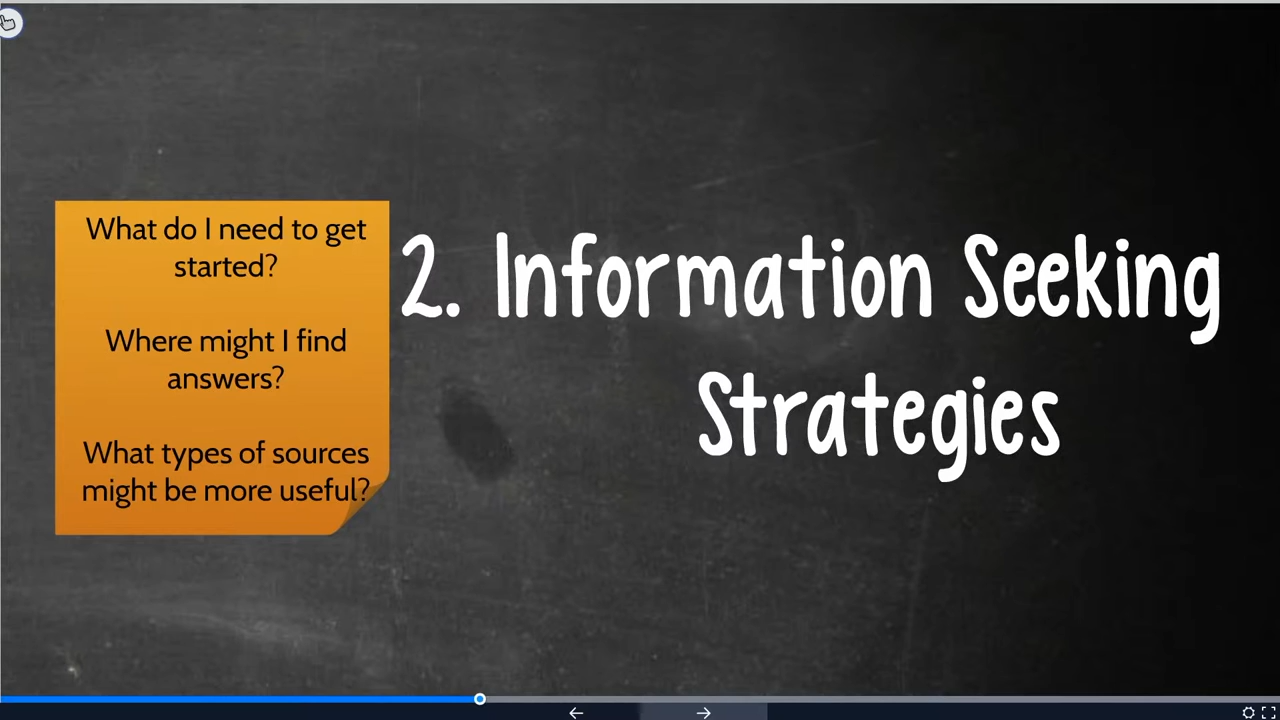 What do I need to get
started?
Where might I find
answers?
What types of sources
might be more useful?
2. Information Seeking
Strategies